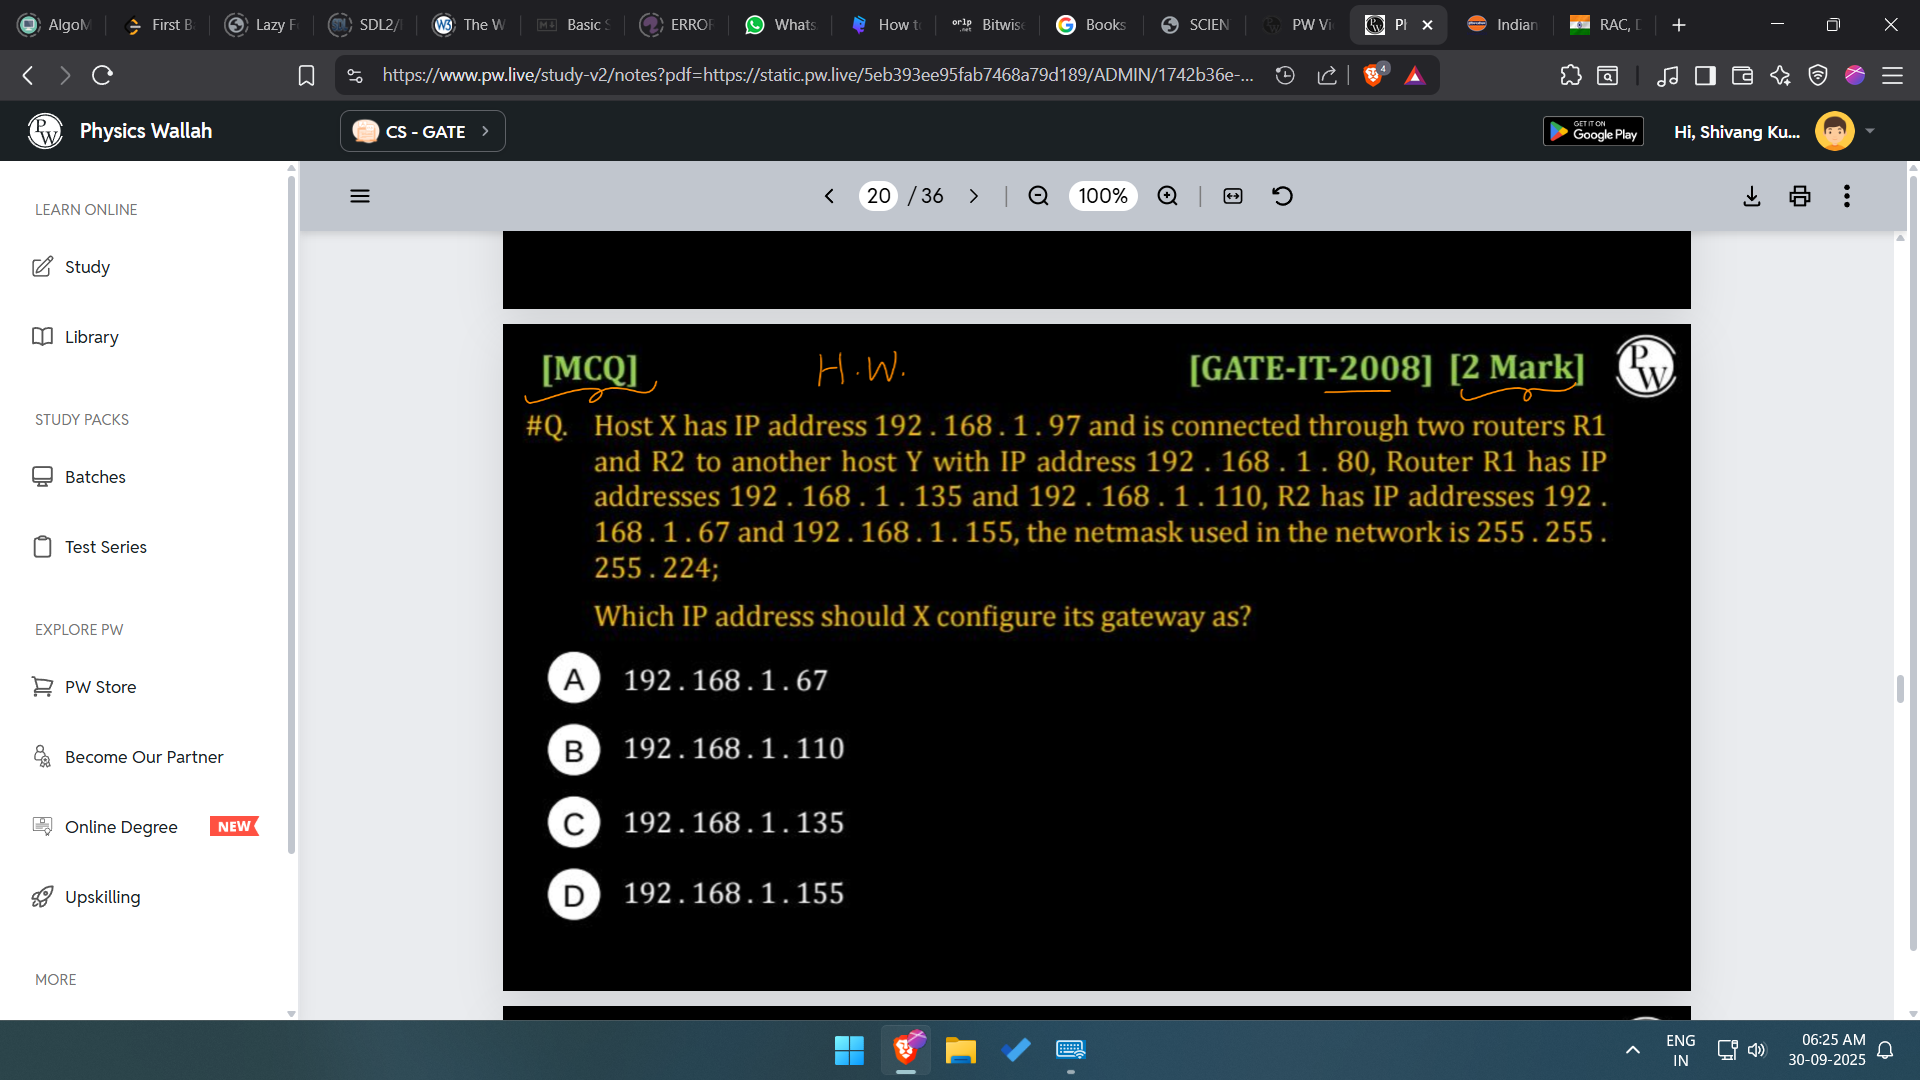 AlgoM
First B
Lazy F
SDL2/
The W
Basic S
ERROR
Whats
How t
Bitwise
Books
SCIEN
PW Vi
Ph
Indian
RAC, D
https://www.pw.live/study-v2/notes?pdf=https://static.pw.live/5eb393ee95fab7468a79d189/ADMIN/1742b36e-...
4
Physics Wallah
CS - GATE
GET IT ON
Google Play
Hi, Shivang Ku...
20 / 36
100%
LEARN ONLINE
Study
Library
STUDY PACKS
Batches
Test Series
EXPLORE PW
PW Store
Become Our Partner
Online Degree NEW
Upskilling
MORE
[MCQ] H.W. [GATE-IT-2008] [2 Mark]
PW
#Q. Host X has IP address 192 . 168 . 1 . 97 and is connected through two routers R1
and R2 to another host Y with IP address 192 . 168 . 1 . 80, Router R1 has IP
addresses 192 . 168 . 1 . 135 and 192 . 168 . 1 . 110, R2 has IP addresses 192 .
168 . 1 . 67 and 192 . 168 . 1 . 155, the netmask used in the network is 255 . 255 .
255 . 224;
Which IP address should X configure its gateway as?
A 192 . 168 . 1 . 67
B 192 . 168 . 1 . 110
C 192 . 168 . 1 . 135
D 192 . 168 . 1 . 155
ENG
IN
06:25 AM
30-09-2025